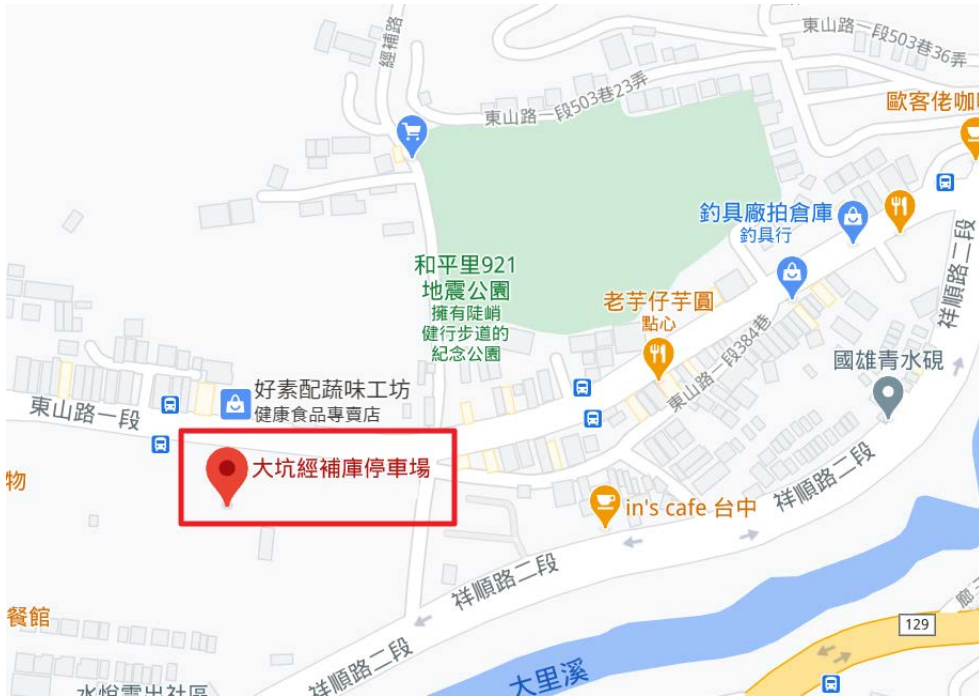 東山路一段503巷36弄
經補路
東山路一段503巷23弄
歐客佬咖
釣具廠拍倉庫
釣具行
和平里921
地震公園
擁有陡峭
健行步道的
紀念公園
老芋仔芋圓
點心
祥順路二段
東山路一段384巷
國雄青水硯
好素配蔬味工坊
健康食品專賣店
東山路一段
大坑經補庫停車場
物
祥順路二段
in's cafe 台中
祥順路二段
餐館
129
祥順路二段
大里溪